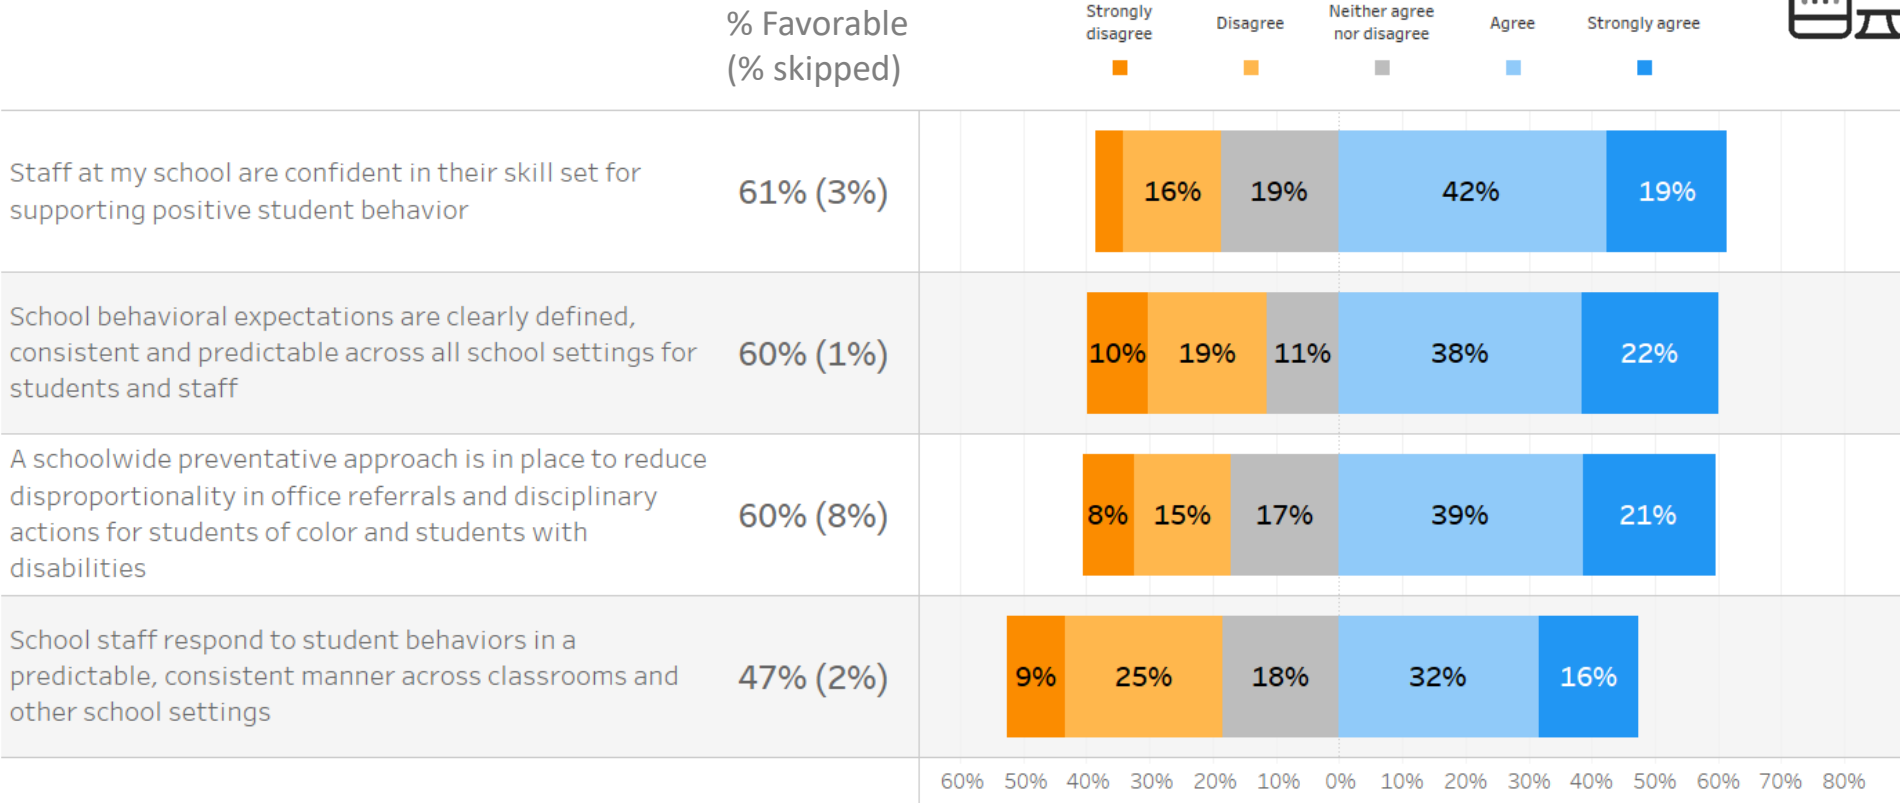 % Favorable
(% skipped)
Strongly
disagree
Disagree
Neither agree
nor disagree
Agree
Strongly agree
Staff at my school are confident in their skill set for
supporting positive student behavior
61% (3%)
16%
19%
42%
19%
School behavioral expectations are clearly defined,
consistent and predictable across all school settings for
students and staff
60% (1%)
10%
19%
11%
38%
22%
A schoolwide preventative approach is in place to reduce
disproportionality in office referrals and disciplinary
actions for students of color and students with
disabilities
60% (8%)
8%
15%
17%
39%
21%
School staff respond to student behaviors in a
predictable, consistent manner across classrooms and
other school settings
47% (2%)
9%
25%
18%
32%
16%
60% 50% 40% 30% 20% 10% 0% 10% 20% 30% 40% 50% 60% 70% 80%